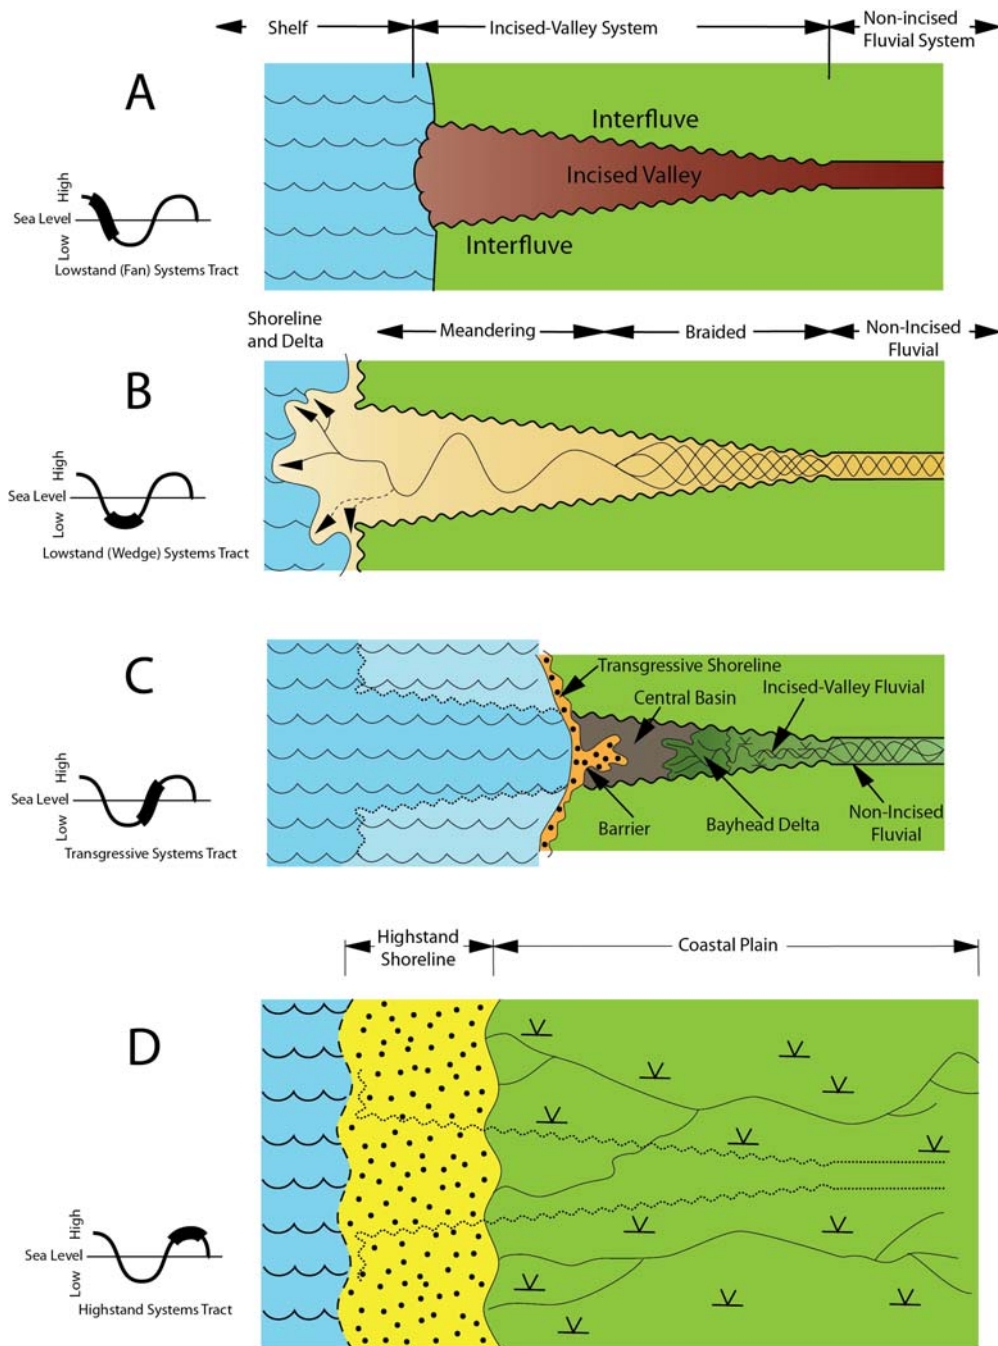 Shelf
Incised-Valley System
Non-incised
Fluvial System
A
Interfluve
Incised Valley
Interfluve
High
Sea Level
Low
Lowstand (Fan) Systems Tract
Shoreline
and Delta
Meandering
Braided
Non-Incised
Fluvial
B
High
Sea Level
Low
Lowstand (Wedge) Systems Tract
C
Transgressive Shoreline
Central Basin
Incised-Valley Fluvial
Barrier
Bayhead Delta
Non-Incised
Fluvial
High
Sea Level
Low
Transgressive Systems Tract
Highstand
Shoreline
Coastal Plain
D
High
Sea Level
Low
Highstand Systems Tract